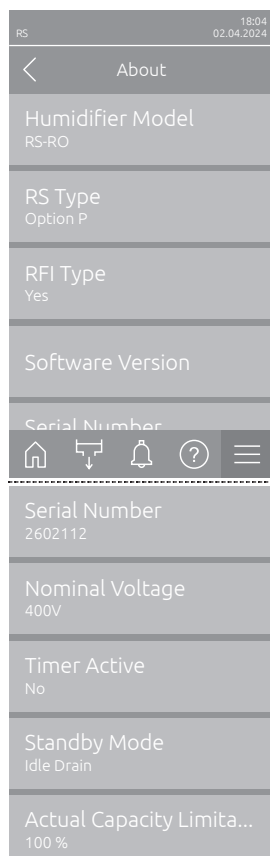 18:04
RS 02.04.2024
About
Humidifier Model
RS-RO
RS Type
Option P
RFI Type
Yes
Software Version
Serial Number
?
Serial Number
2602112
Nominal Voltage
400V
Timer Active
No
Standby Mode
Idle Drain
Actual Capacity Limita...
100 %